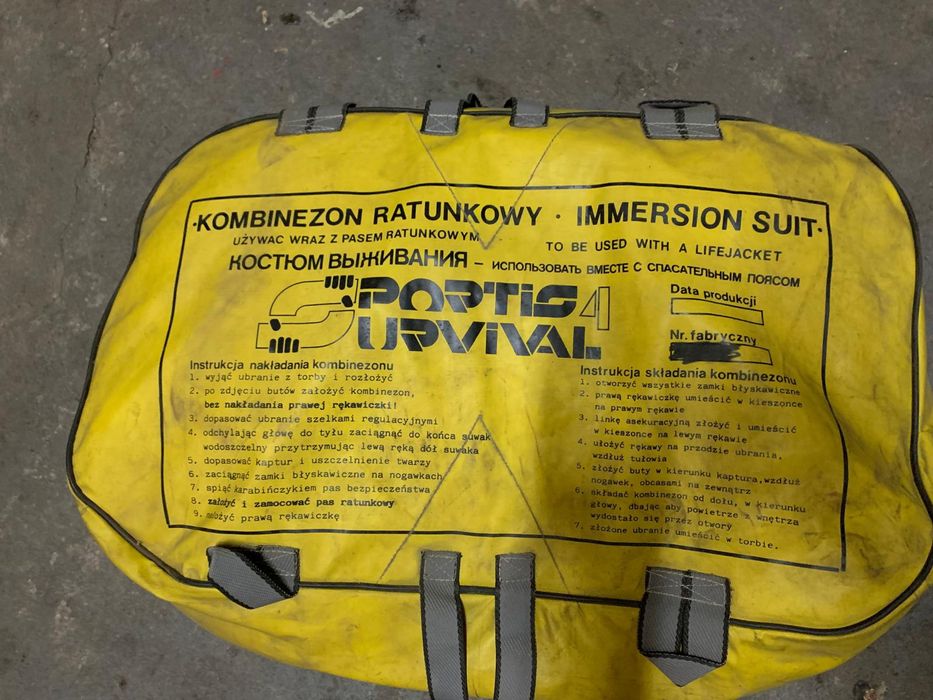 ·KOMBINEZON RATUNKOWY · IMMERSION SUIT·
UŻYWAC WRAZ Z PASEM RATUNKOWYM TO BE USED WITH A LIFEJACKET
КОСТЮМ ВЫЖИВАНИЯ – ИСПОЛЬЗОВАТЬ ВМЕСТЕ С СПАСАТЕЛЬНЫМ ПОЯСОМ
SPORTIS 4
SURVIVAL
Data produkcji
Nr. fabryczny
Instrukcja nakładania kombinezonu
1. wyjąć ubranie z torby i rozłożyć
2. po zdjęciu butów założyć kombinezon,
bez nakładania prawej rękawiczki!
3. dopasować ubranie szelkami regulacyjnymi
4. odchylając głowę do tyłu zaciągnąć do końca suwak
wodoszczelny przytrzymując lewą ręką dół suwaka
5. dopasować kaptur i uszczelnienie twarzy
6. zaciągnąć zamki błyskawiczne na nogawkach
7. spiąć karabińczykiem pas bezpieczeństwa
8. założyć i zamocować pas ratunkowy
9. nałożyć prawą rękawiczkę
Instrukcja składania kombinezonu
1. otworzyć wszystkie zamki błyskawiczne
2. prawą rękawiczkę umieścić w kieszonce
na prawym rękawie
3. linkę asekuracyjną złożyć i umieścić
w kieszonce na lewym rękawie
4. ułożyć rękawy na przodzie ubrania,
wzdłuż tułowia
5. złożyć buty w kierunku kaptura, wzdłuż
nogawek, obcasami na zewnątrz
6. składać kombinezon od dołu, w kierunku
głowy, dbając aby powietrze z wnętrza
wydostało się przez otwory
7. złożone ubranie umieścić w torbie.